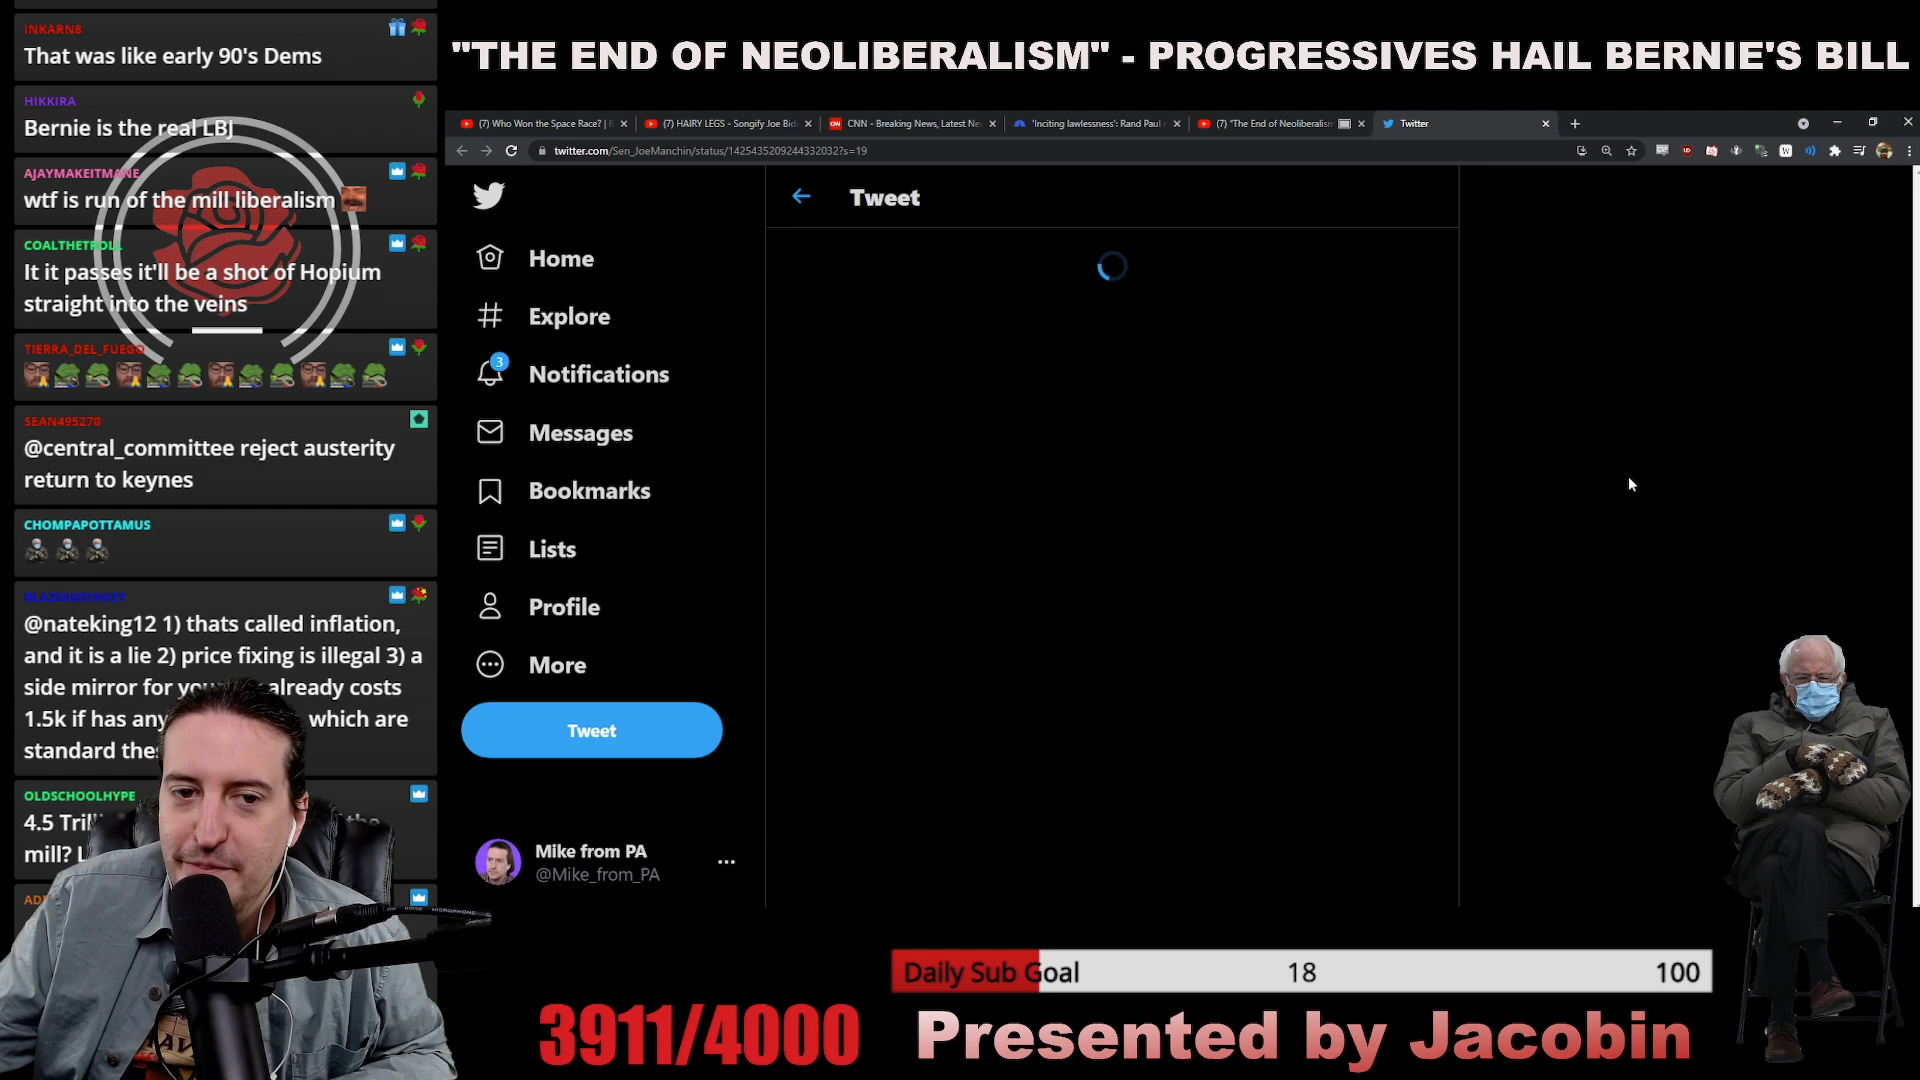 INKARN8
That was like early 90's Dems
HIKKIRA
Bernie is the real LBJ
AJAYMAKEITMANE
wtf is run of the mill liberalism
COALTHETROLL
It it passes it'll be a shot of Hopium
straight into the veins
TIERRA_DEL_FUEGO
SEAN495270
@central_committee reject austerity
return to keynes
CHOMPAPOTTAMUS
@nateking12 1) thats called inflation,
and it is a lie 2) price fixing is illegal 3) a
side mirror for already costs
1.5k if has any which are
standard
OLDSCHOOLHYPE
4.5
mill?
"THE END OF NEOLIBERALISM" - PROGRESSIVES HAIL BERNIE'S BILL
(7) Who Won the Space Race? | R
(7) HAIRY LEGS - Songify Joe Bid
CNN - Breaking News, Latest Ne
'Inciting lawlessness': Rand Paul
(7) "The End of Neoliberalis
Twitter
twitter.com/Sen_JoeManchin/status/1425435209244332032?s=19
Tweet
Home
Explore
3
Notifications
Messages
Bookmarks
Lists
Profile
More
Tweet
Mike from PA
@Mike_from_PA
Daily Sub Goal 18 100
3911/4000
Presented by Jacobin